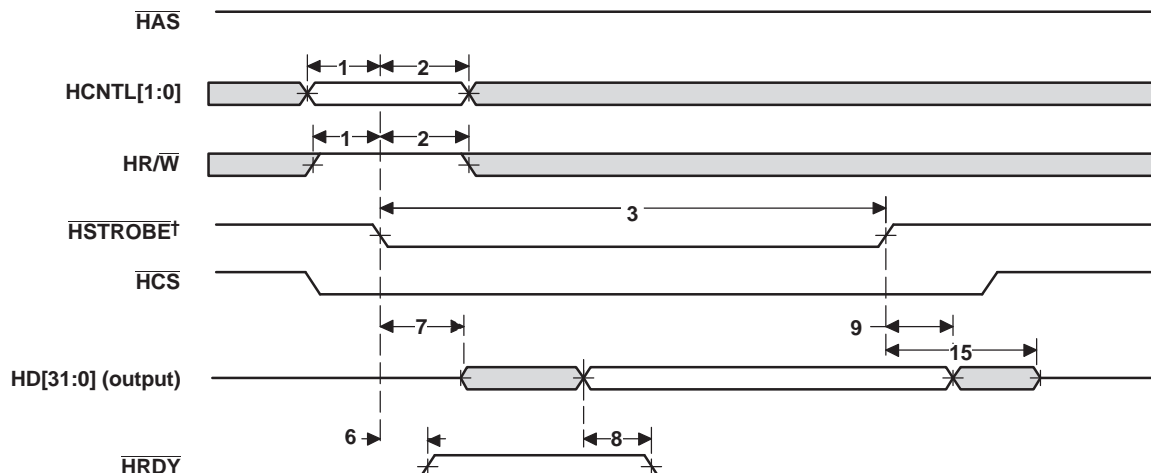 HAS
1 2
HCNTL[1:0]
1 2
HR/W
3
HSTROBE†
HCS
7 9
15
HD[31:0] (output)
6 8
HRDY